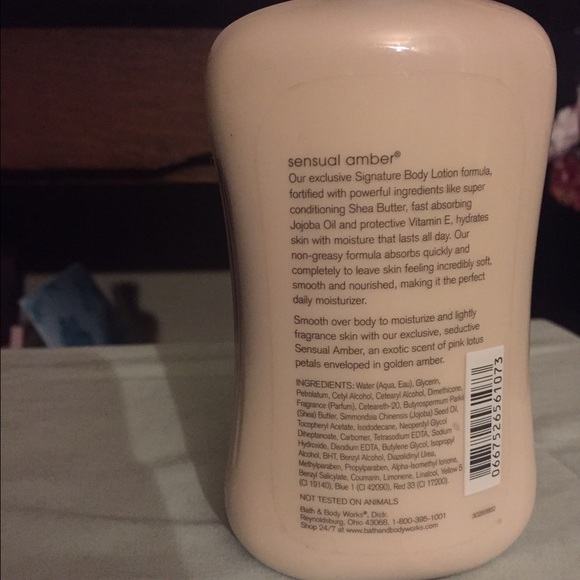 sensual amber®
Our exclusive Signature Body Lotion formula,
fortified with powerful ingredients like super
conditioning Shea Butter, fast absorbing
Jojoba Oil and protective Vitamin E, hydrates
skin with moisture that lasts all day. Our
non-greasy formula absorbs quickly and
completely to leave skin feeling incredibly soft,
smooth and nourished, making it the perfect
daily moisturizer.
Smooth over body to moisturize and lightly
fragrance skin with our exclusive, seductive
Sensual Amber, an exotic scent of pink lotus
petals enveloped in golden amber.
INGREDIENTS: Water (Aqua, Eau), Glycerin,
Petrolatum, Cetyl Alcohol, Cetearyl Alcohol, Dimethicone,
Fragrance (Parfum), Ceteareth-20, Butyrospermum Parkii
(Shea) Butter, Simmondsia Chinensis (Jojoba) Seed Oil,
Tocopheryl Acetate, Isododecane, Neopentyl Glycol
Diheptanoate, Carbomer, Tetrasodium EDTA, Sodium
Hydroxide, Disodium EDTA, Butylene Glycol, Isopropyl
Alcohol, BHT, Benzyl Alcohol, Diazolidinyl Urea,
Methylparaben, Propylparaben, Alpha-Isomethyl Ionone,
Benzyl Salicylate, Coumarin, Limonene, Linalool, Yellow 5
(CI 19140), Blue 1 (CI 42090), Red 33 (CI 17200).
NOT TESTED ON ANIMALS
Bath & Body Works®, Distr.
Reynoldsburg, Ohio 43068, 1-800-395-1001
Shop 24/7 at www.bathandbodyworks.com
0667526561073